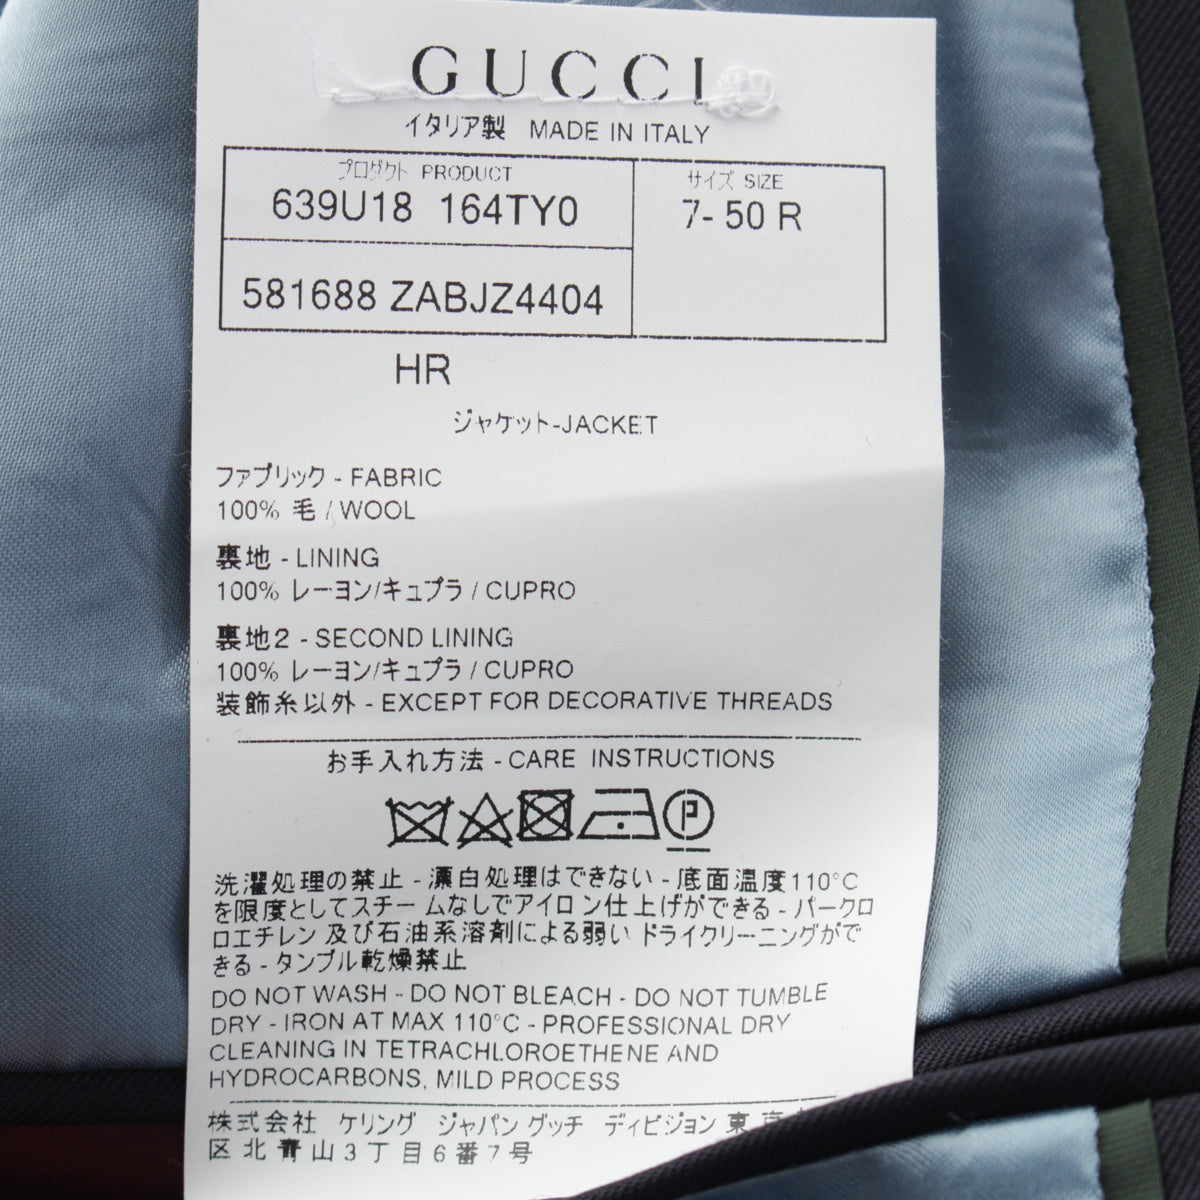 GUCCI
イタリア製 MADE IN ITALY
プロダクト PRODUCT
639U18 164TY0
サイズ SIZE
7- 50 R
581688 ZABJZ4404
HR
ジャケット-JACKET
ファブリック - FABRIC
100% 毛 / WOOL
裏地 - LINING
100% レーヨン/キュプラ / CUPRO
裏地2 - SECOND LINING
100% レーヨン/キュプラ / CUPRO
装飾糸以外 - EXCEPT FOR DECORATIVE THREADS
お手入れ方法 - CARE INSTRUCTIONS
P
洗濯処理の禁止 - 漂白処理はできない - 底面温度110°C
を限度としてスチームなしでアイロン仕上げができる - パークロ
ロエチレン 及び石油系溶剤による弱い ドライクリーニングがで
きる - タンブル乾燥禁止
DO NOT WASH - DO NOT BLEACH - DO NOT TUMBLE
DRY - IRON AT MAX 110°C - PROFESSIONAL DRY
CLEANING IN TETRACHLOROETHENE AND
HYDROCARBONS, MILD PROCESS
株式会社 ケリング ジャパン グッチ ディビジョン 東京
区北青山3丁目6番7号